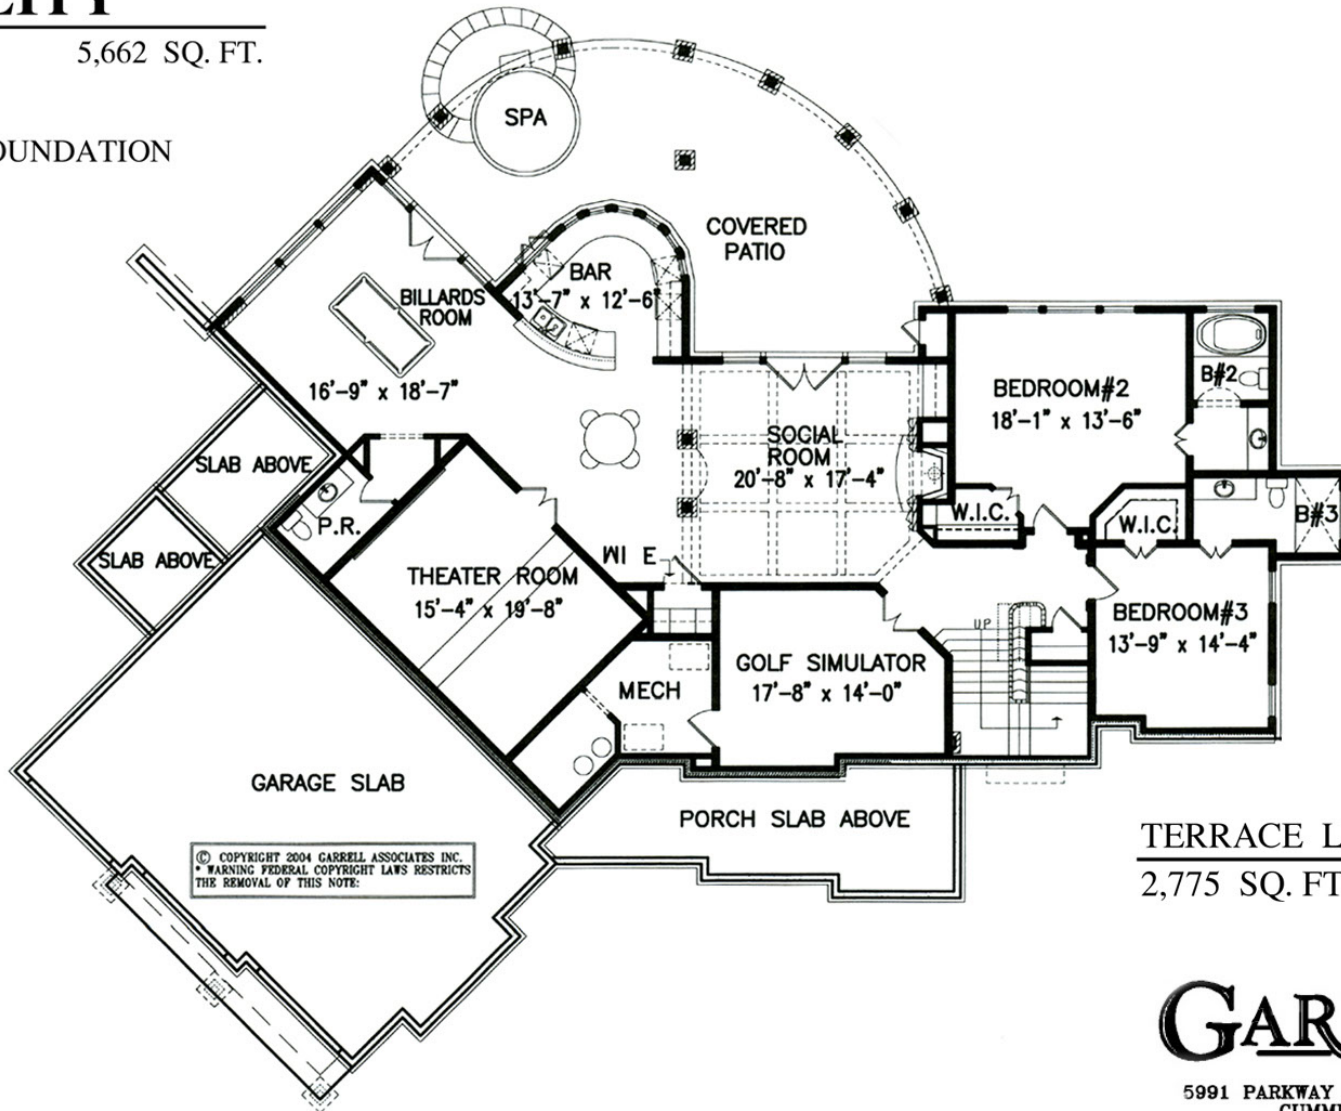 5,662 SQ. FT.
SPA
COVERED
PATIO
BAR
13'-7" x 12'-6"
BILLARDS
ROOM
16'-9" x 18'-7"
BEDROOM#2
18'-1" x 13'-6"
B#2
SOCIAL
ROOM
20'-8" x 17'-4"
SLAB ABOVE
P.R.
W.I.C.
W.I.C.
B#3
SLAB ABOVE
WI E
THEATER ROOM
15'-4" x 19'-8"
BEDROOM#3
13'-9" x 14'-4"
UP
GOLF SIMULATOR
17'-8" x 14'-0"
MECH
GARAGE SLAB
PORCH SLAB ABOVE
© COPYRIGHT 2004 GARRELL ASSOCIATES INC.
* WARNING FEDERAL COPYRIGHT LAWS RESTRICTS
THE REMOVAL OF THIS NOTE:
TERRACE L
2,775 SQ. FT
GAR
5991 PARKWAY